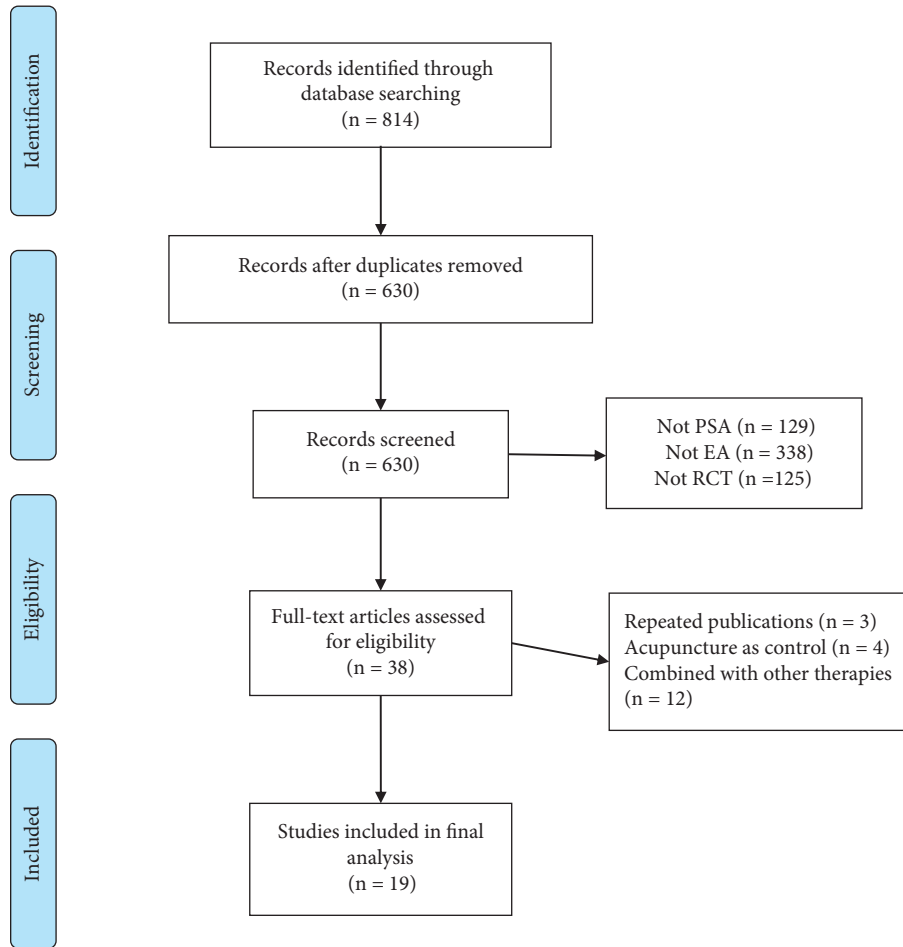 Identification
Records identified through
database searching
(n = 814)
Screening
Records after duplicates removed
(n = 630)
Records screened
(n = 630)
Not PSA (n = 129)
Not EA (n = 338)
Not RCT (n =125)
Eligibility
Full-text articles assessed
for eligibility
(n = 38)
Repeated publications (n = 3)
Acupuncture as control (n = 4)
Combined with other therapies
(n = 12)
Included
Studies included in final
analysis
(n = 19)